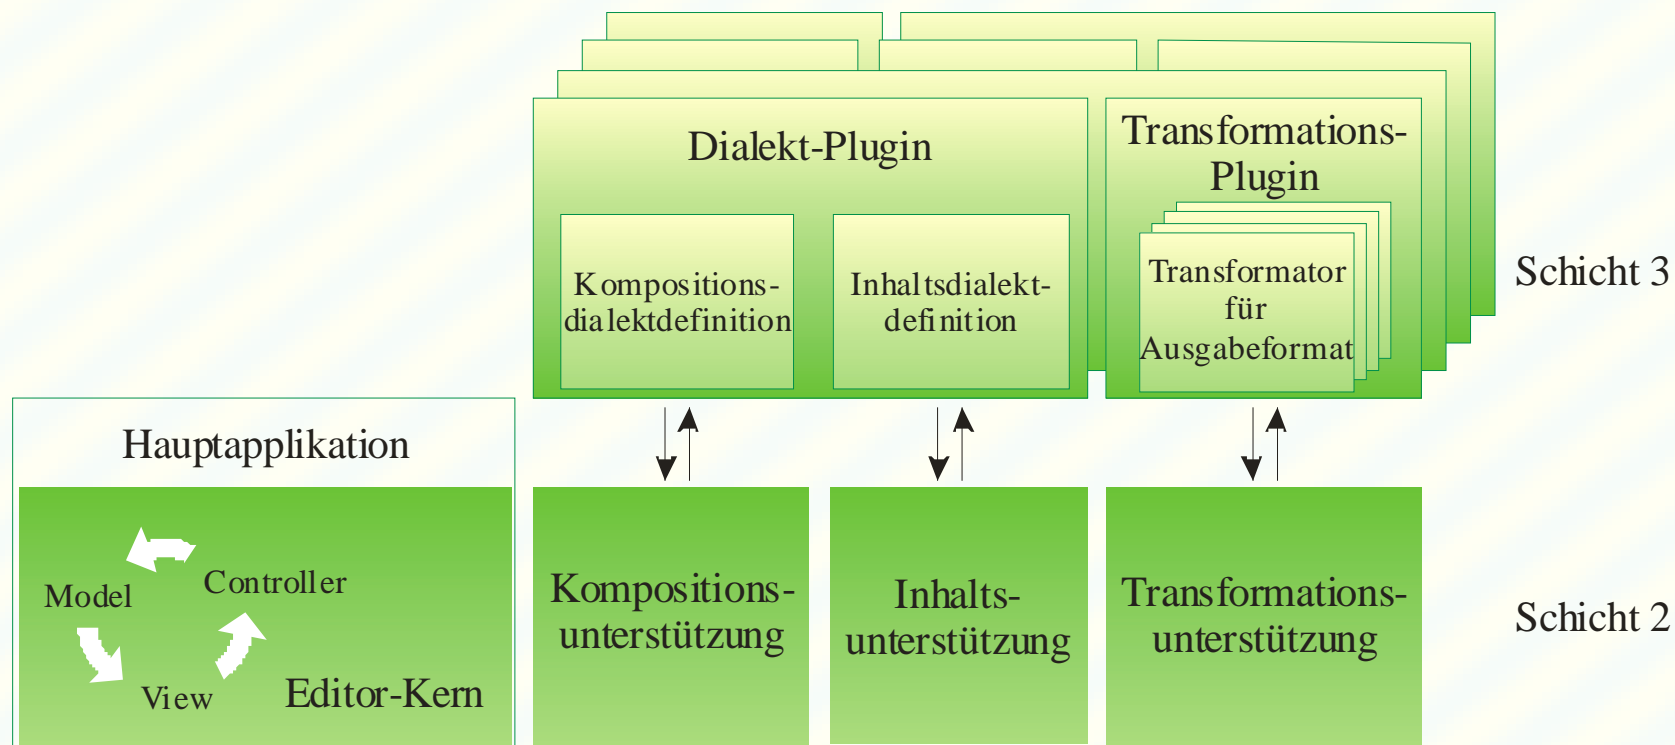 Dialekt-Plugin
Transformations-
Plugin
Kompositions-
dialektdefinition
Inhaltsdialekt-
definition
Transformator
für
Ausgabeformat
Schicht 3
Hauptapplikation
Model
Controller
View
Editor-Kern
Kompositions-
unterstützung
Inhalts-
unterstützung
Transformations-
unterstützung
Schicht 2